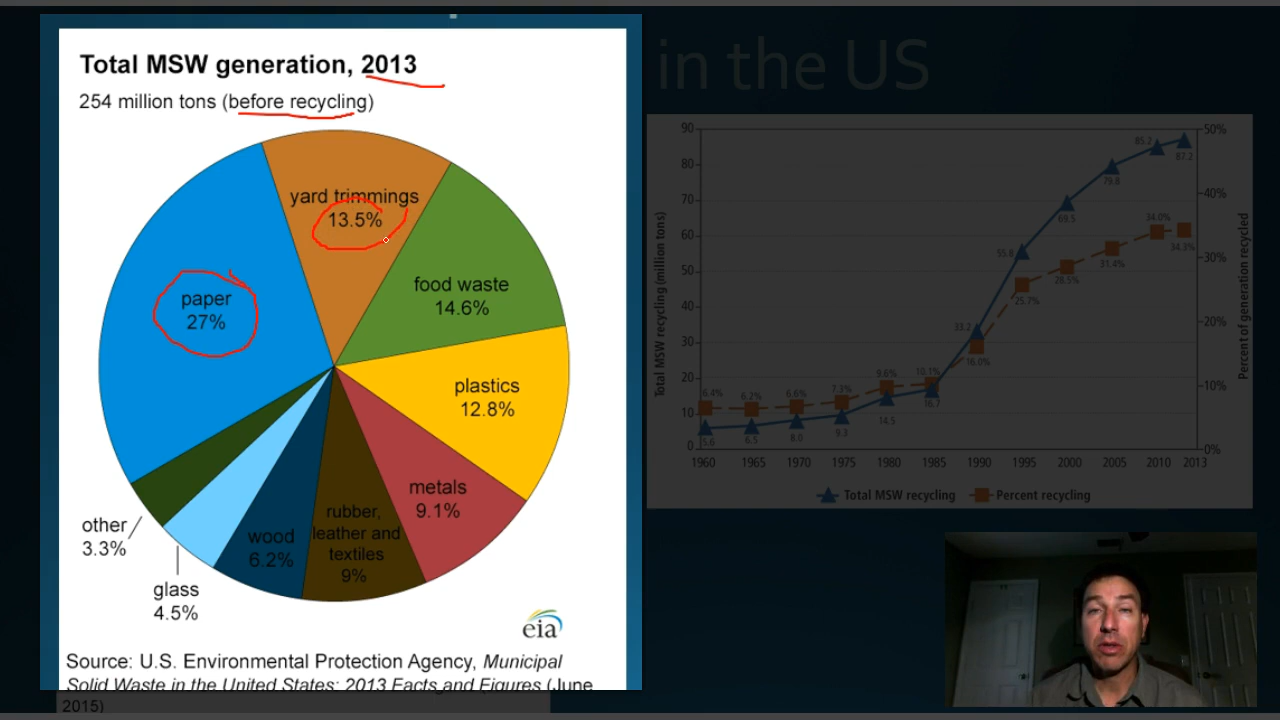 in the US
Total MSW generation, 2013
254 million tons (before recycling)
yard trimmings
13.5%
food waste
14.6%
paper
27%
plastics
12.8%
metals
9.1%
rubber,
leather and
textiles
9%
wood
6.2%
other
3.3%
glass
4.5%
eia
Source: U.S. Environmental Protection Agency, Municipal
Solid Waste in the United States: 2013 Facts and Figures (June
2015)
90
80
70
60
50
40
30
20
10
0
Total MSW recycling (million tons)
50%
40%
30%
20%
10%
0%
Percent of generation recycled
6.4% 6.2% 6.6% 7.3% 9.6% 10.1% 16.0% 25.7% 28.5% 31.4% 34.0% 34.3%
5.6 6.5 8.0 9.3 14.5 16.7 33.2 55.8 69.5 79.8 85.2 87.2
1960 1965 1970 1975 1980 1985 1990 1995 2000 2005 2010 2013
Total MSW recycling Percent recycling